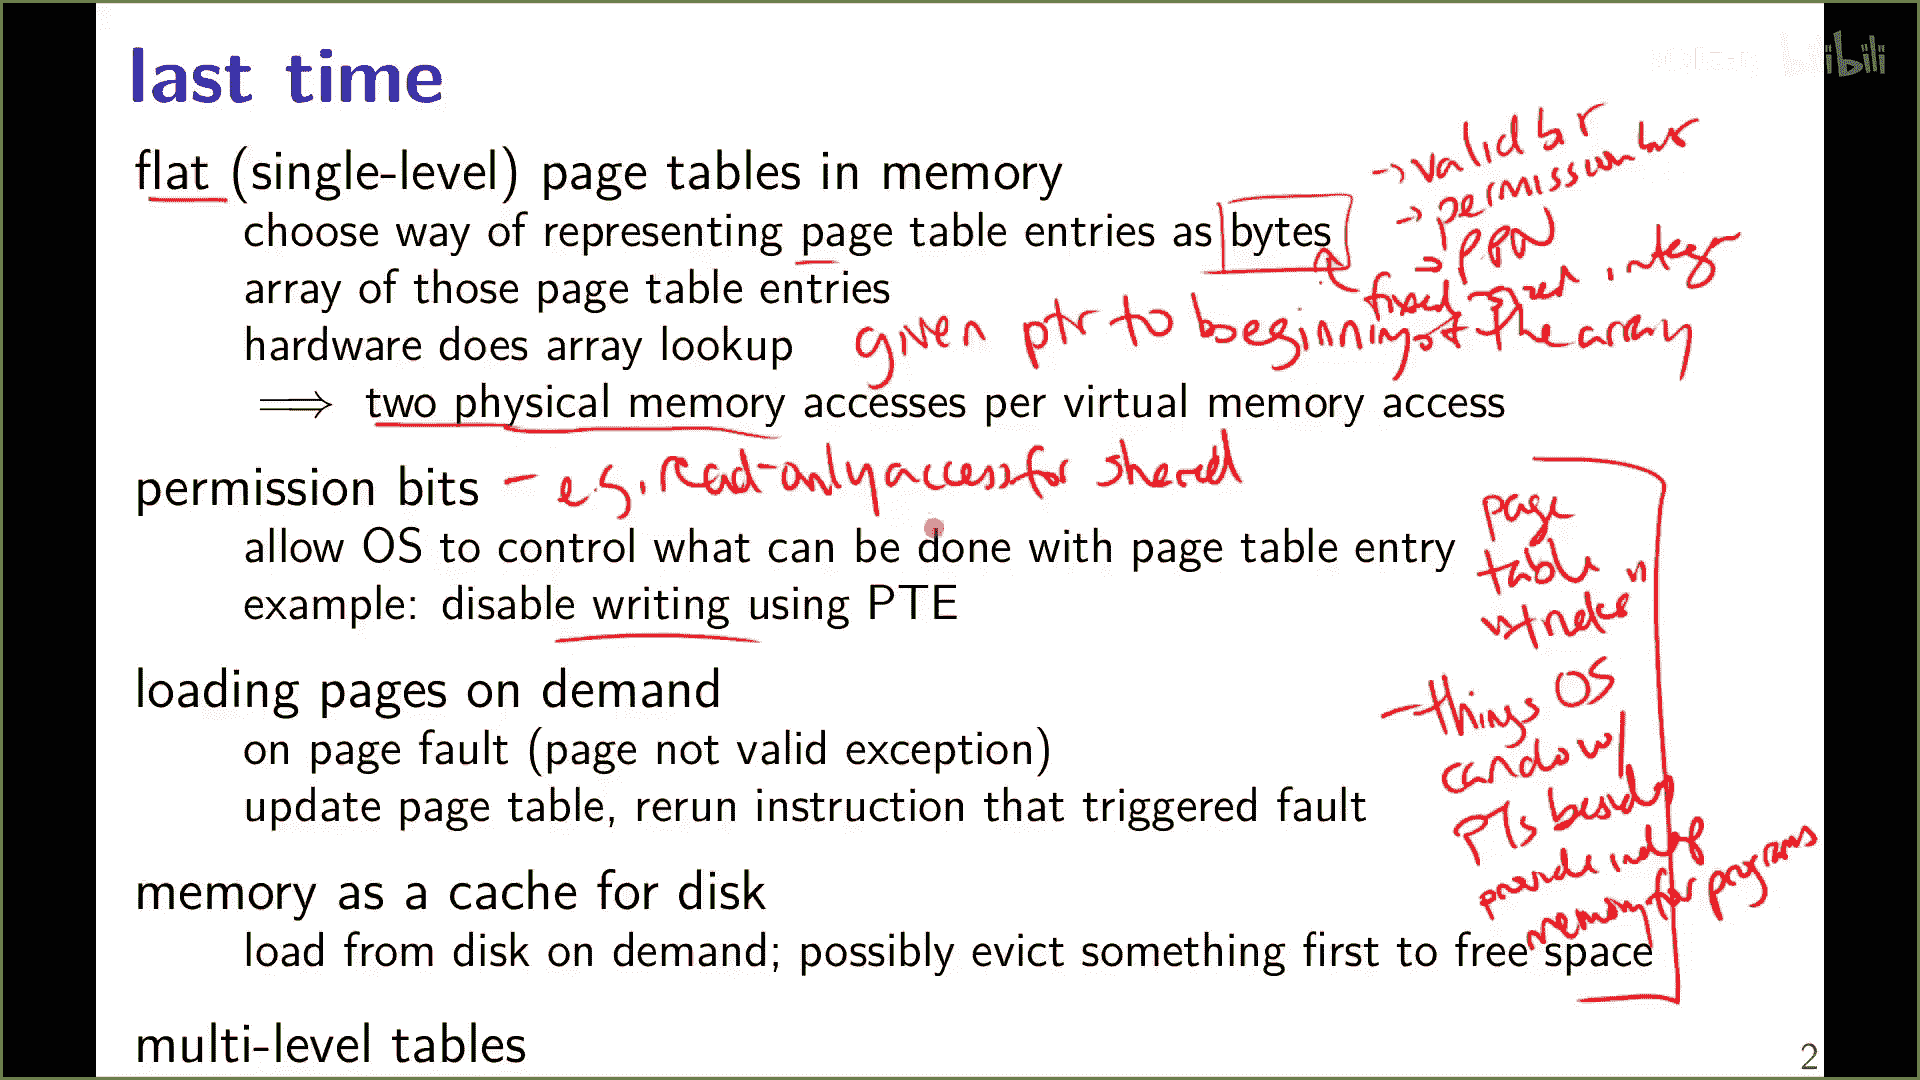 last time
bilibili
flat (single-level) page tables in memory
→ valid bit
→ permission bits
→ PPN
choose way of representing page table entries as bytes
fixed-sized integer
array of those page table entries
hardware does array lookup
given ptr to beginning of the array
⟹ two physical memory accesses per virtual memory access
permission bits
- e.g. read-only access for shared
allow OS to control what can be done with page table entry
example: disable writing using PTE
page
table
"tricks"
- things OS
can do w/
PTs besides
provide indep
memory for programs
loading pages on demand
on page fault (page not valid exception)
update page table, rerun instruction that triggered fault
memory as a cache for disk
load from disk on demand; possibly evict something first to free space
multi-level tables
2